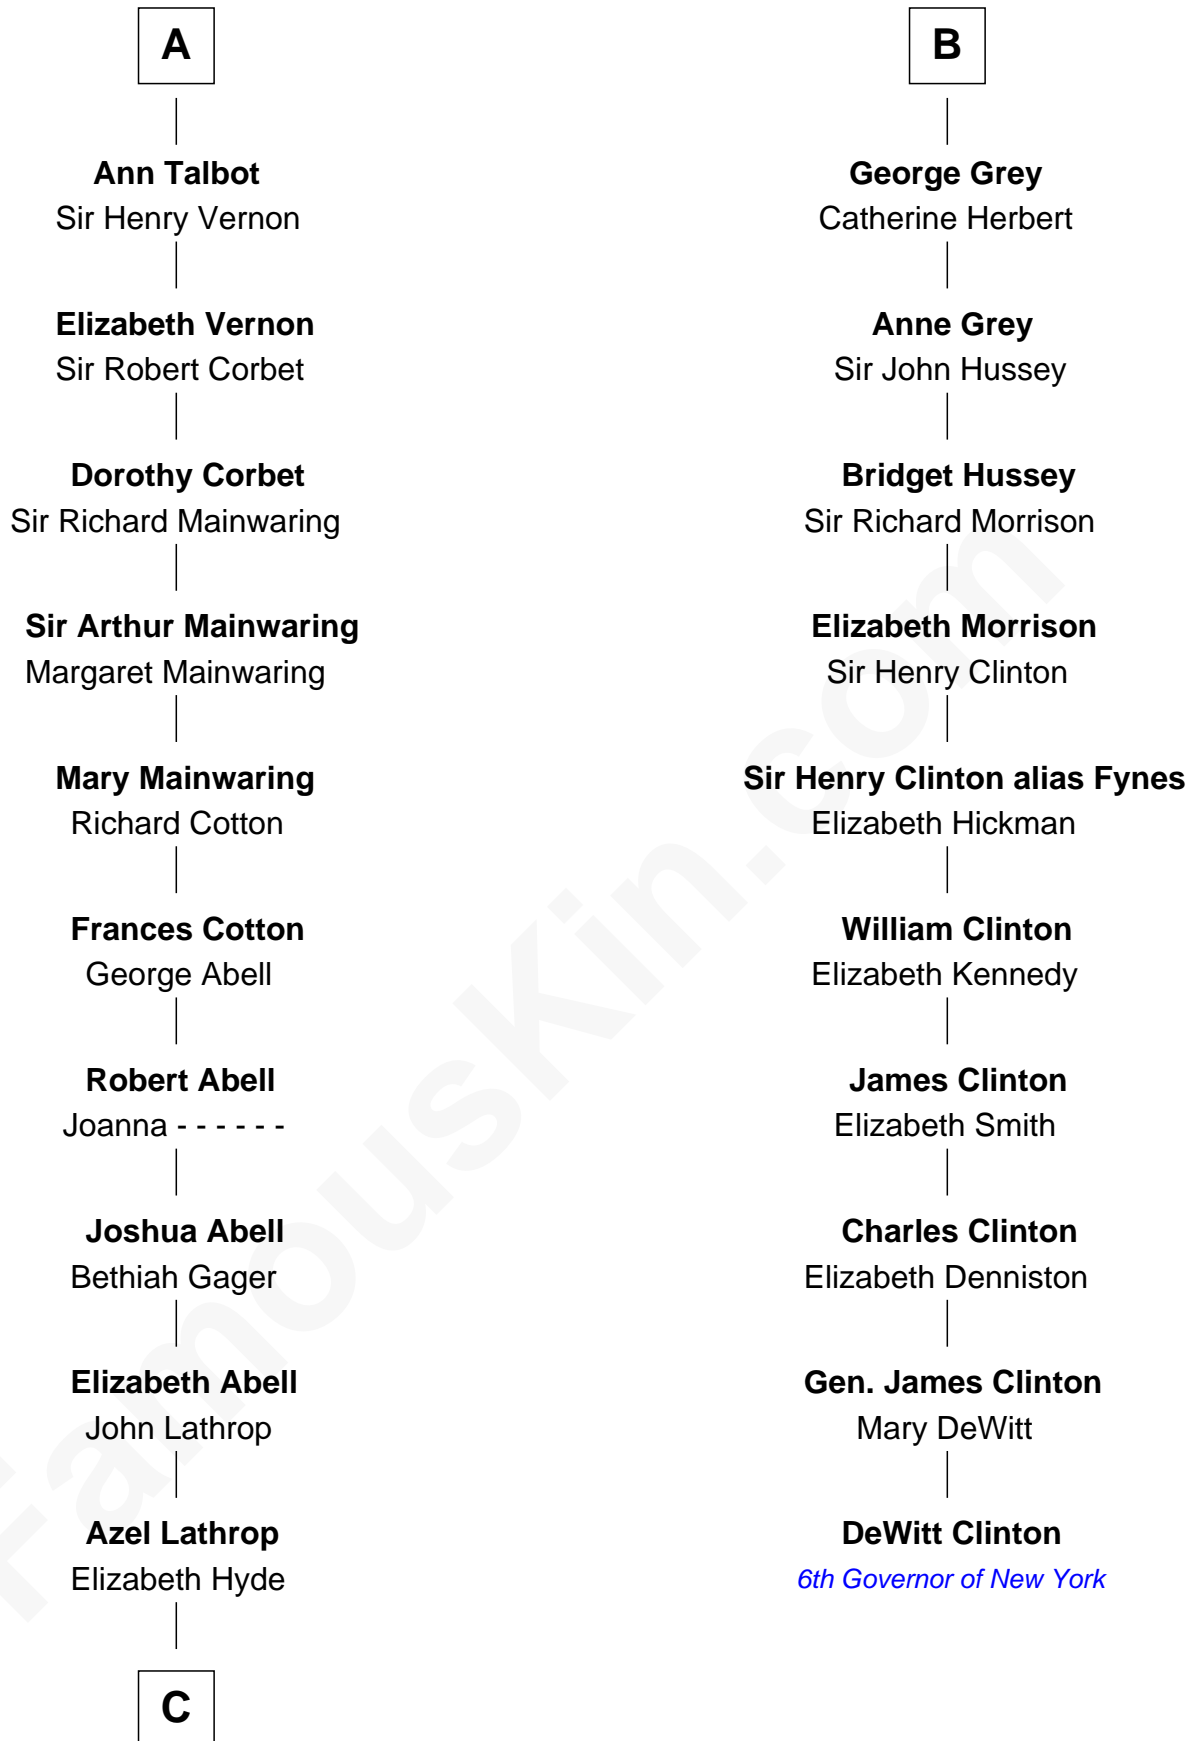 A
Ann Talbot
Sir Henry Vernon
Elizabeth Vernon
Sir Robert Corbet
Dorothy Corbet
Sir Richard Mainwaring
Sir Arthur Mainwaring
Margaret Mainwaring
Mary Mainwaring
Richard Cotton
Frances Cotton
George Abell
Robert Abell
Joanna - - - - - -
Joshua Abell
Bethiah Gager
Elizabeth Abell
John Lathrop
Azel Lathrop
Elizabeth Hyde
C
B
George Grey
Catherine Herbert
Anne Grey
Sir John Hussey
Bridget Hussey
Sir Richard Morrison
Elizabeth Morrison
Sir Henry Clinton
Sir Henry Clinton alias Fynes
Elizabeth Hickman
William Clinton
Elizabeth Kennedy
James Clinton
Elizabeth Smith
Charles Clinton
Elizabeth Denniston
Gen. James Clinton
Mary DeWitt
DeWitt Clinton
6th Governor of New York
FamousKin.com